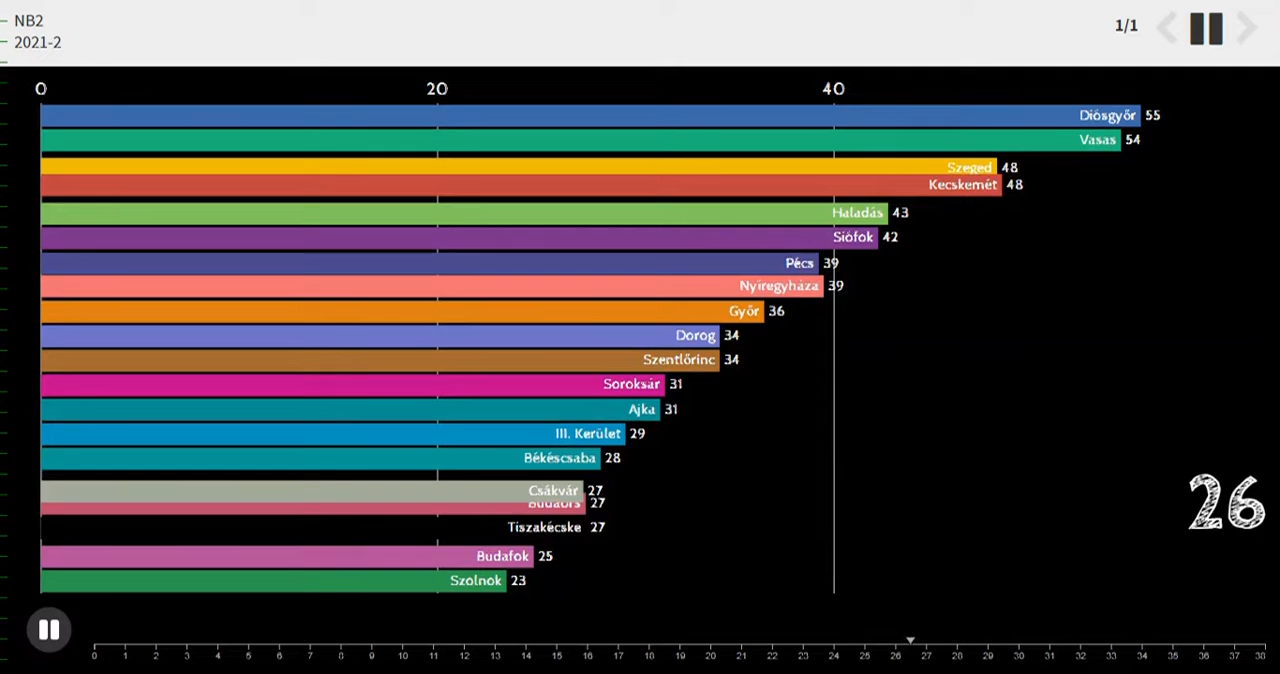 NB2
2021-2
1/1
0 20 40
Diósgyőr 55
Vasas 54
Szeged 48
Kecskemét 48
Haladás 43
Siófok 42
Pécs 39
Nyíregyháza 39
Győr 36
Dorog 34
Szentlőrinc 34
Soroksár 31
Ajka 31
III. Kerület 29
Békéscsaba 28
Csákvár 27
Budaörs 27
Tiszakécske 27
Budafok 25
Szolnok 23
26
0 1 2 3 4 5 6 7 8 9 10 11 12 13 14 15 16 17 18 19 20 21 22 23 24 25 26 27 28 29 30 31 32 33 34 35 36 37 38